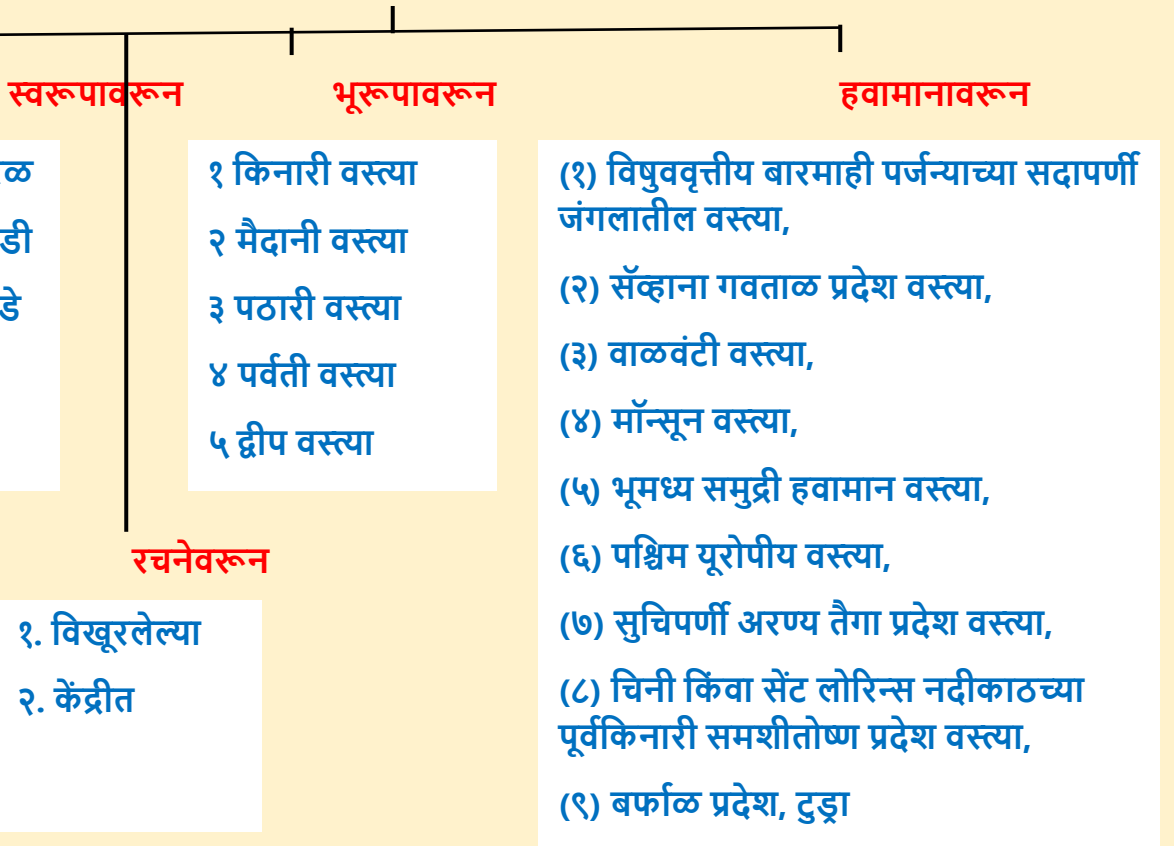 स्वरूपावरून
भूरूपावरून
हवामानावरून
१ किनारी वस्त्या
२ मैदानी वस्त्या
३ पठारी वस्त्या
४ पर्वती वस्त्या
५ द्वीप वस्त्या
(१) विषुववृत्तीय बारमाही पर्जन्याच्या सदापर्णी
जंगलातील वस्त्या,
(२) सॅव्हाना गवताळ प्रदेश वस्त्या,
(३) वाळवंटी वस्त्या,
(४) मॉन्सून वस्त्या,
(५) भूमध्य समुद्री हवामान वस्त्या,
(६) पश्चिम यूरोपीय वस्त्या,
(७) सुचिपर्णी अरण्य तैगा प्रदेश वस्त्या,
(८) चिनी किंवा सेंट लोरिन्स नदीकाठच्या
पूर्वकिनारी समशीतोष्ण प्रदेश वस्त्या,
(९) बर्फाळ प्रदेश, टुड्रा
रचनेवरून
१. विखूरलेल्या
२. केंद्रीत